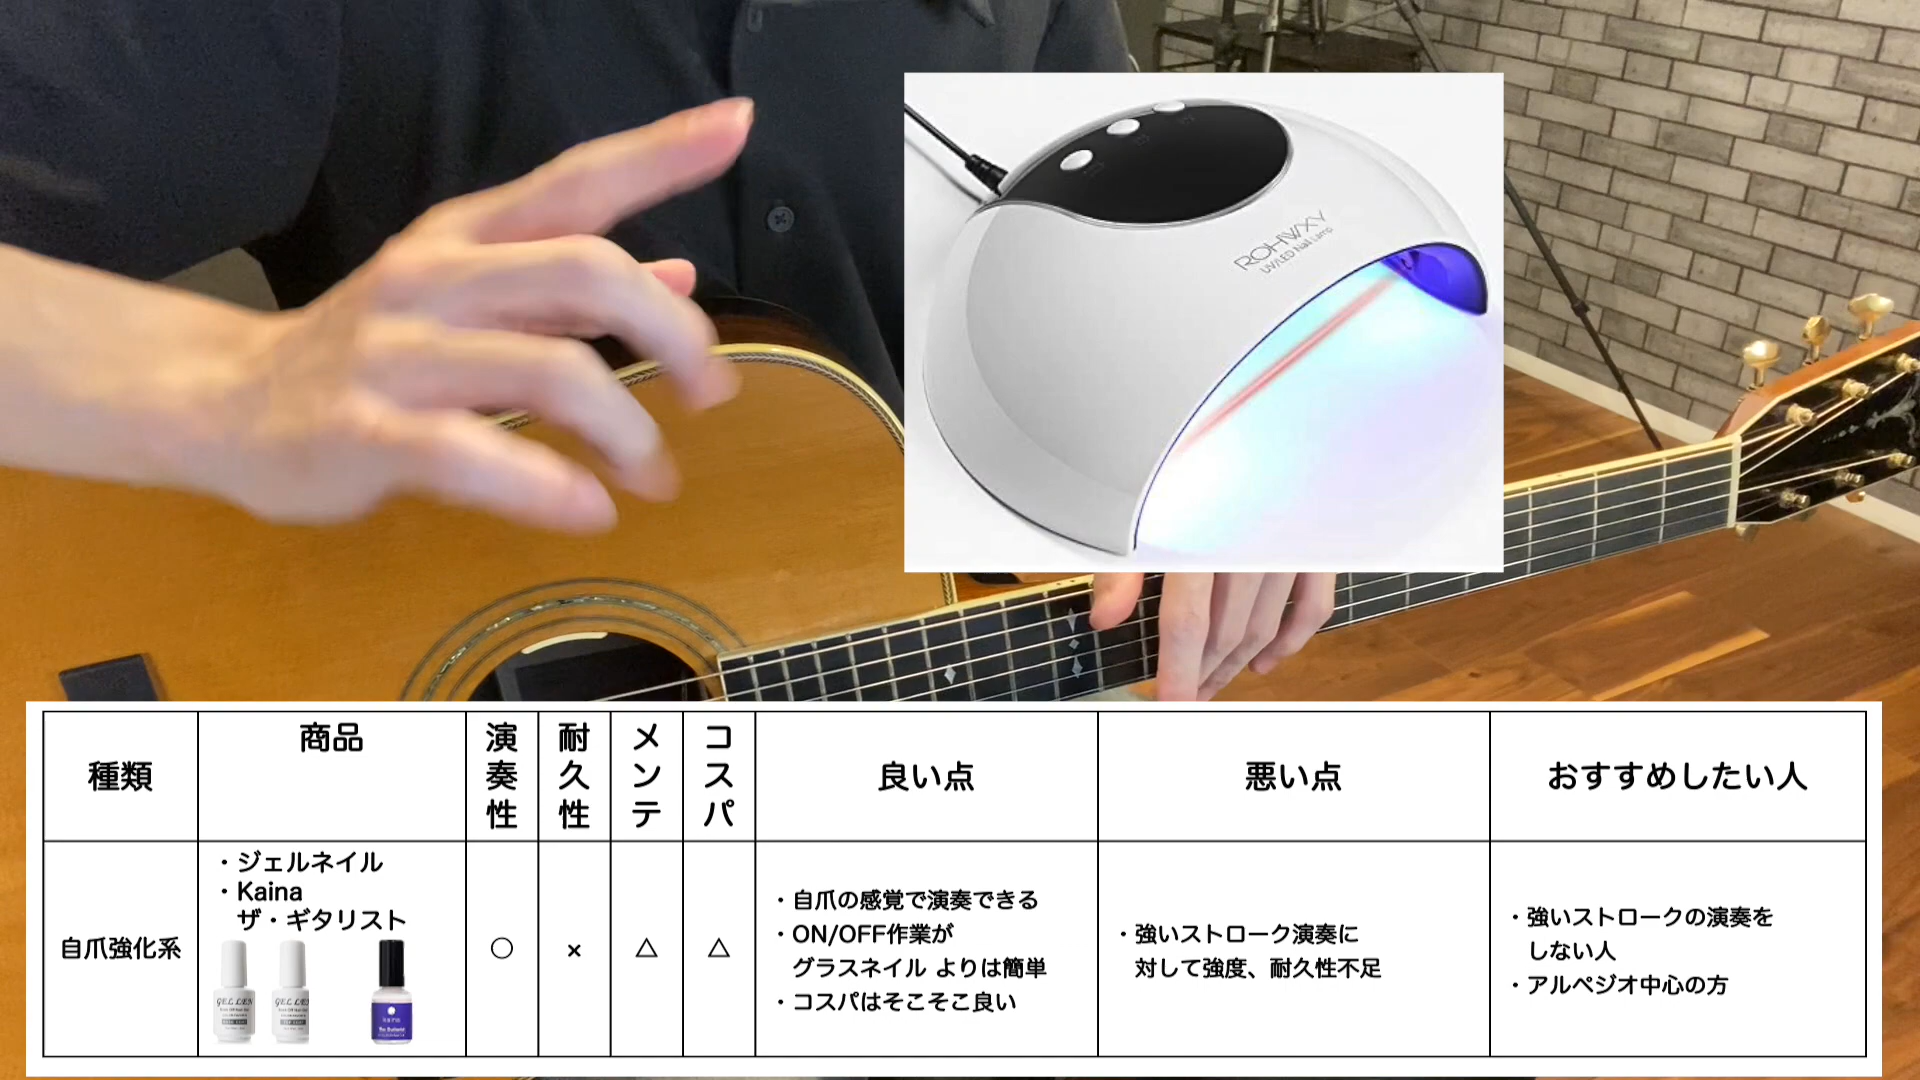 ROHWXY
UV/LED Nail Lamp
種類
商品
演奏性
耐久性
メンテ
コスパ
良い点
悪い点
おすすめしたい人
自爪強化系
・ジェルネイル
・Kaina
ザ・ギタリスト
GEL LEN
GEL LEN
○
×
△
△
・自爪の感覚で演奏できる
・ON/OFF作業が
グラスネイル よりは簡単
・コスパはそこそこ良い
・強いストローク演奏に
対して強度、耐久性不足
・強いストロークの演奏を
しない人
・アルペジオ中心の方